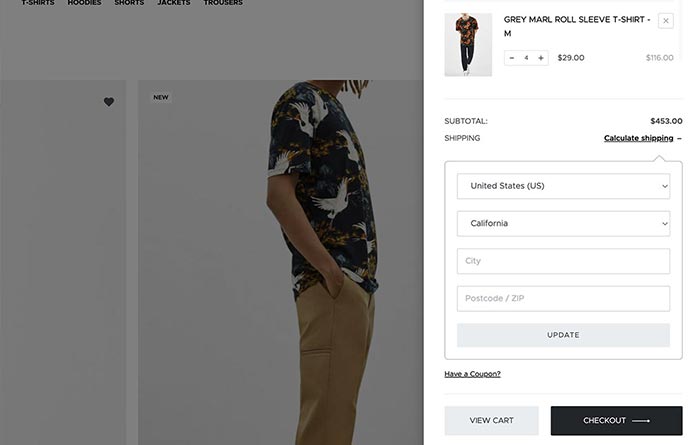 T-SHIRTS HOODIES SHORTS JACKETS TROUSERS
NEW
GREY MARL ROLL SLEEVE T-SHIRT -
M
×
− 4 + $29.00 $116.00
SUBTOTAL: $453.00
SHIPPING Calculate shipping −
United States (US)
California
City
Postcode / ZIP
UPDATE
Have a Coupon?
VIEW CART CHECKOUT ⟶